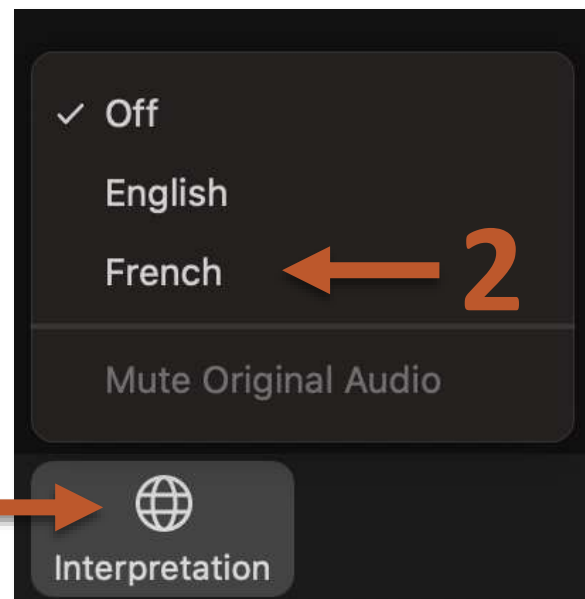 Off
English
French 2
Mute Original Audio
Interpretation